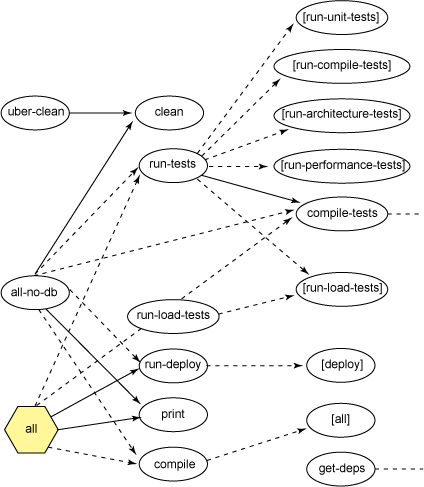 [run-unit-tests]
[run-compile-tests]
uber-clean
clean
[run-architecture-tests]
run-tests
[run-performance-tests]
compile-tests
all-no-db
[run-load-tests]
run-load-tests
run-deploy
[deploy]
print
[all]
all
compile
get-deps